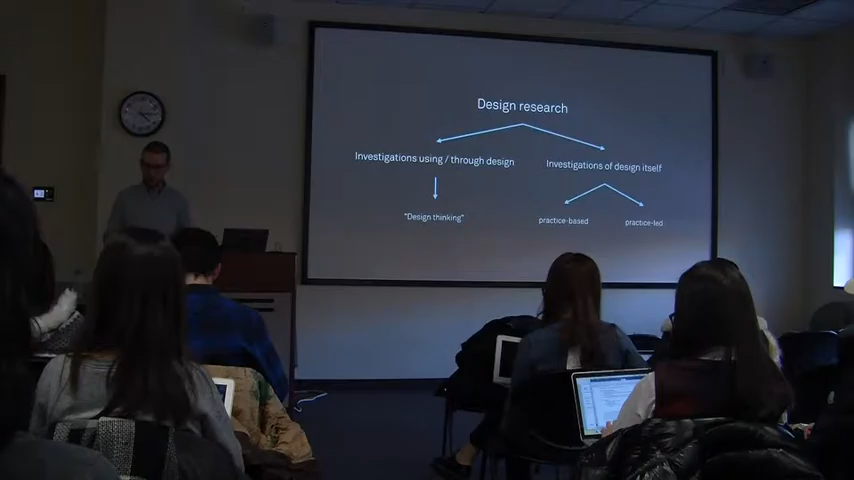 Design research
Investigations using / through design
Investigations of design itself
"Design thinking"
practice-based
practice-led